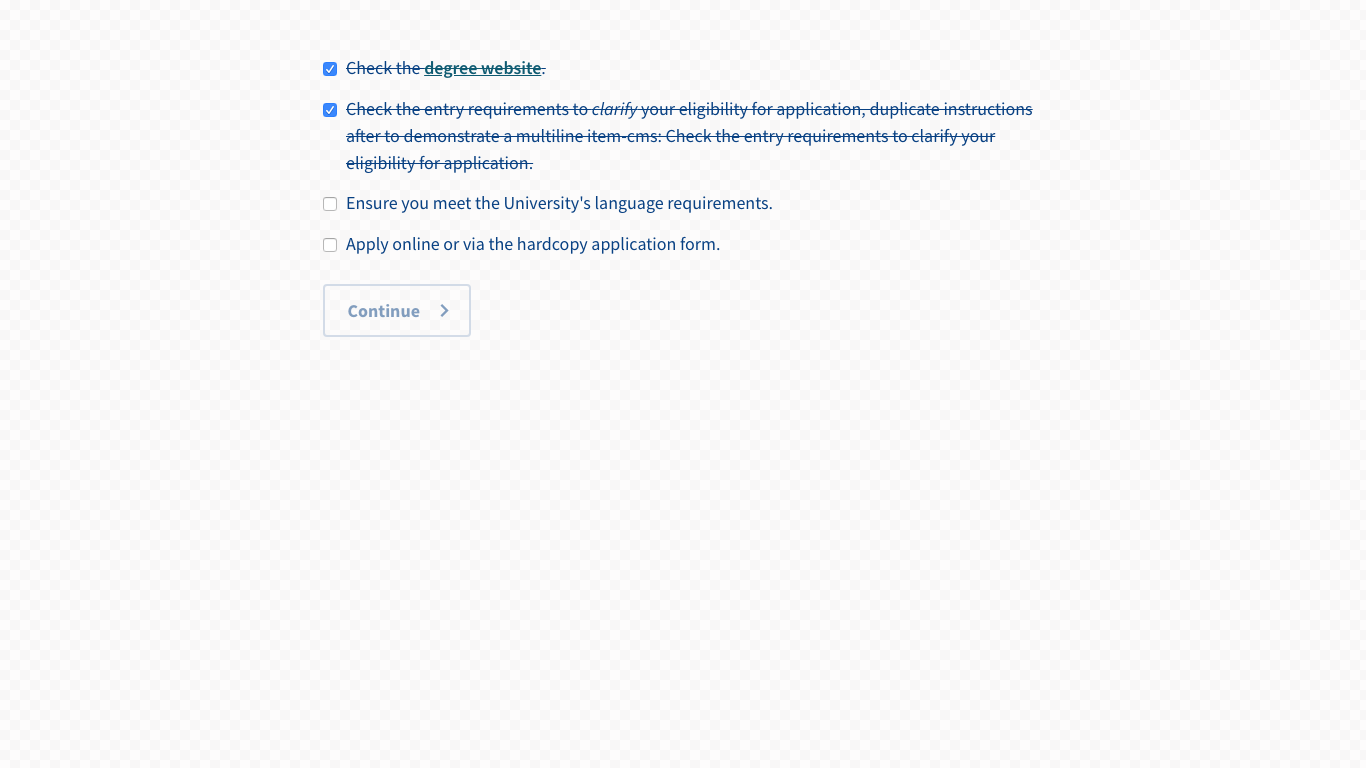 Check the degree website.
Check the entry requirements to clarify your eligibility for application, duplicate instructions
after to demonstrate a multiline item-cms: Check the entry requirements to clarify your
eligibility for application.
Ensure you meet the University's language requirements.
Apply online or via the hardcopy application form.
Continue